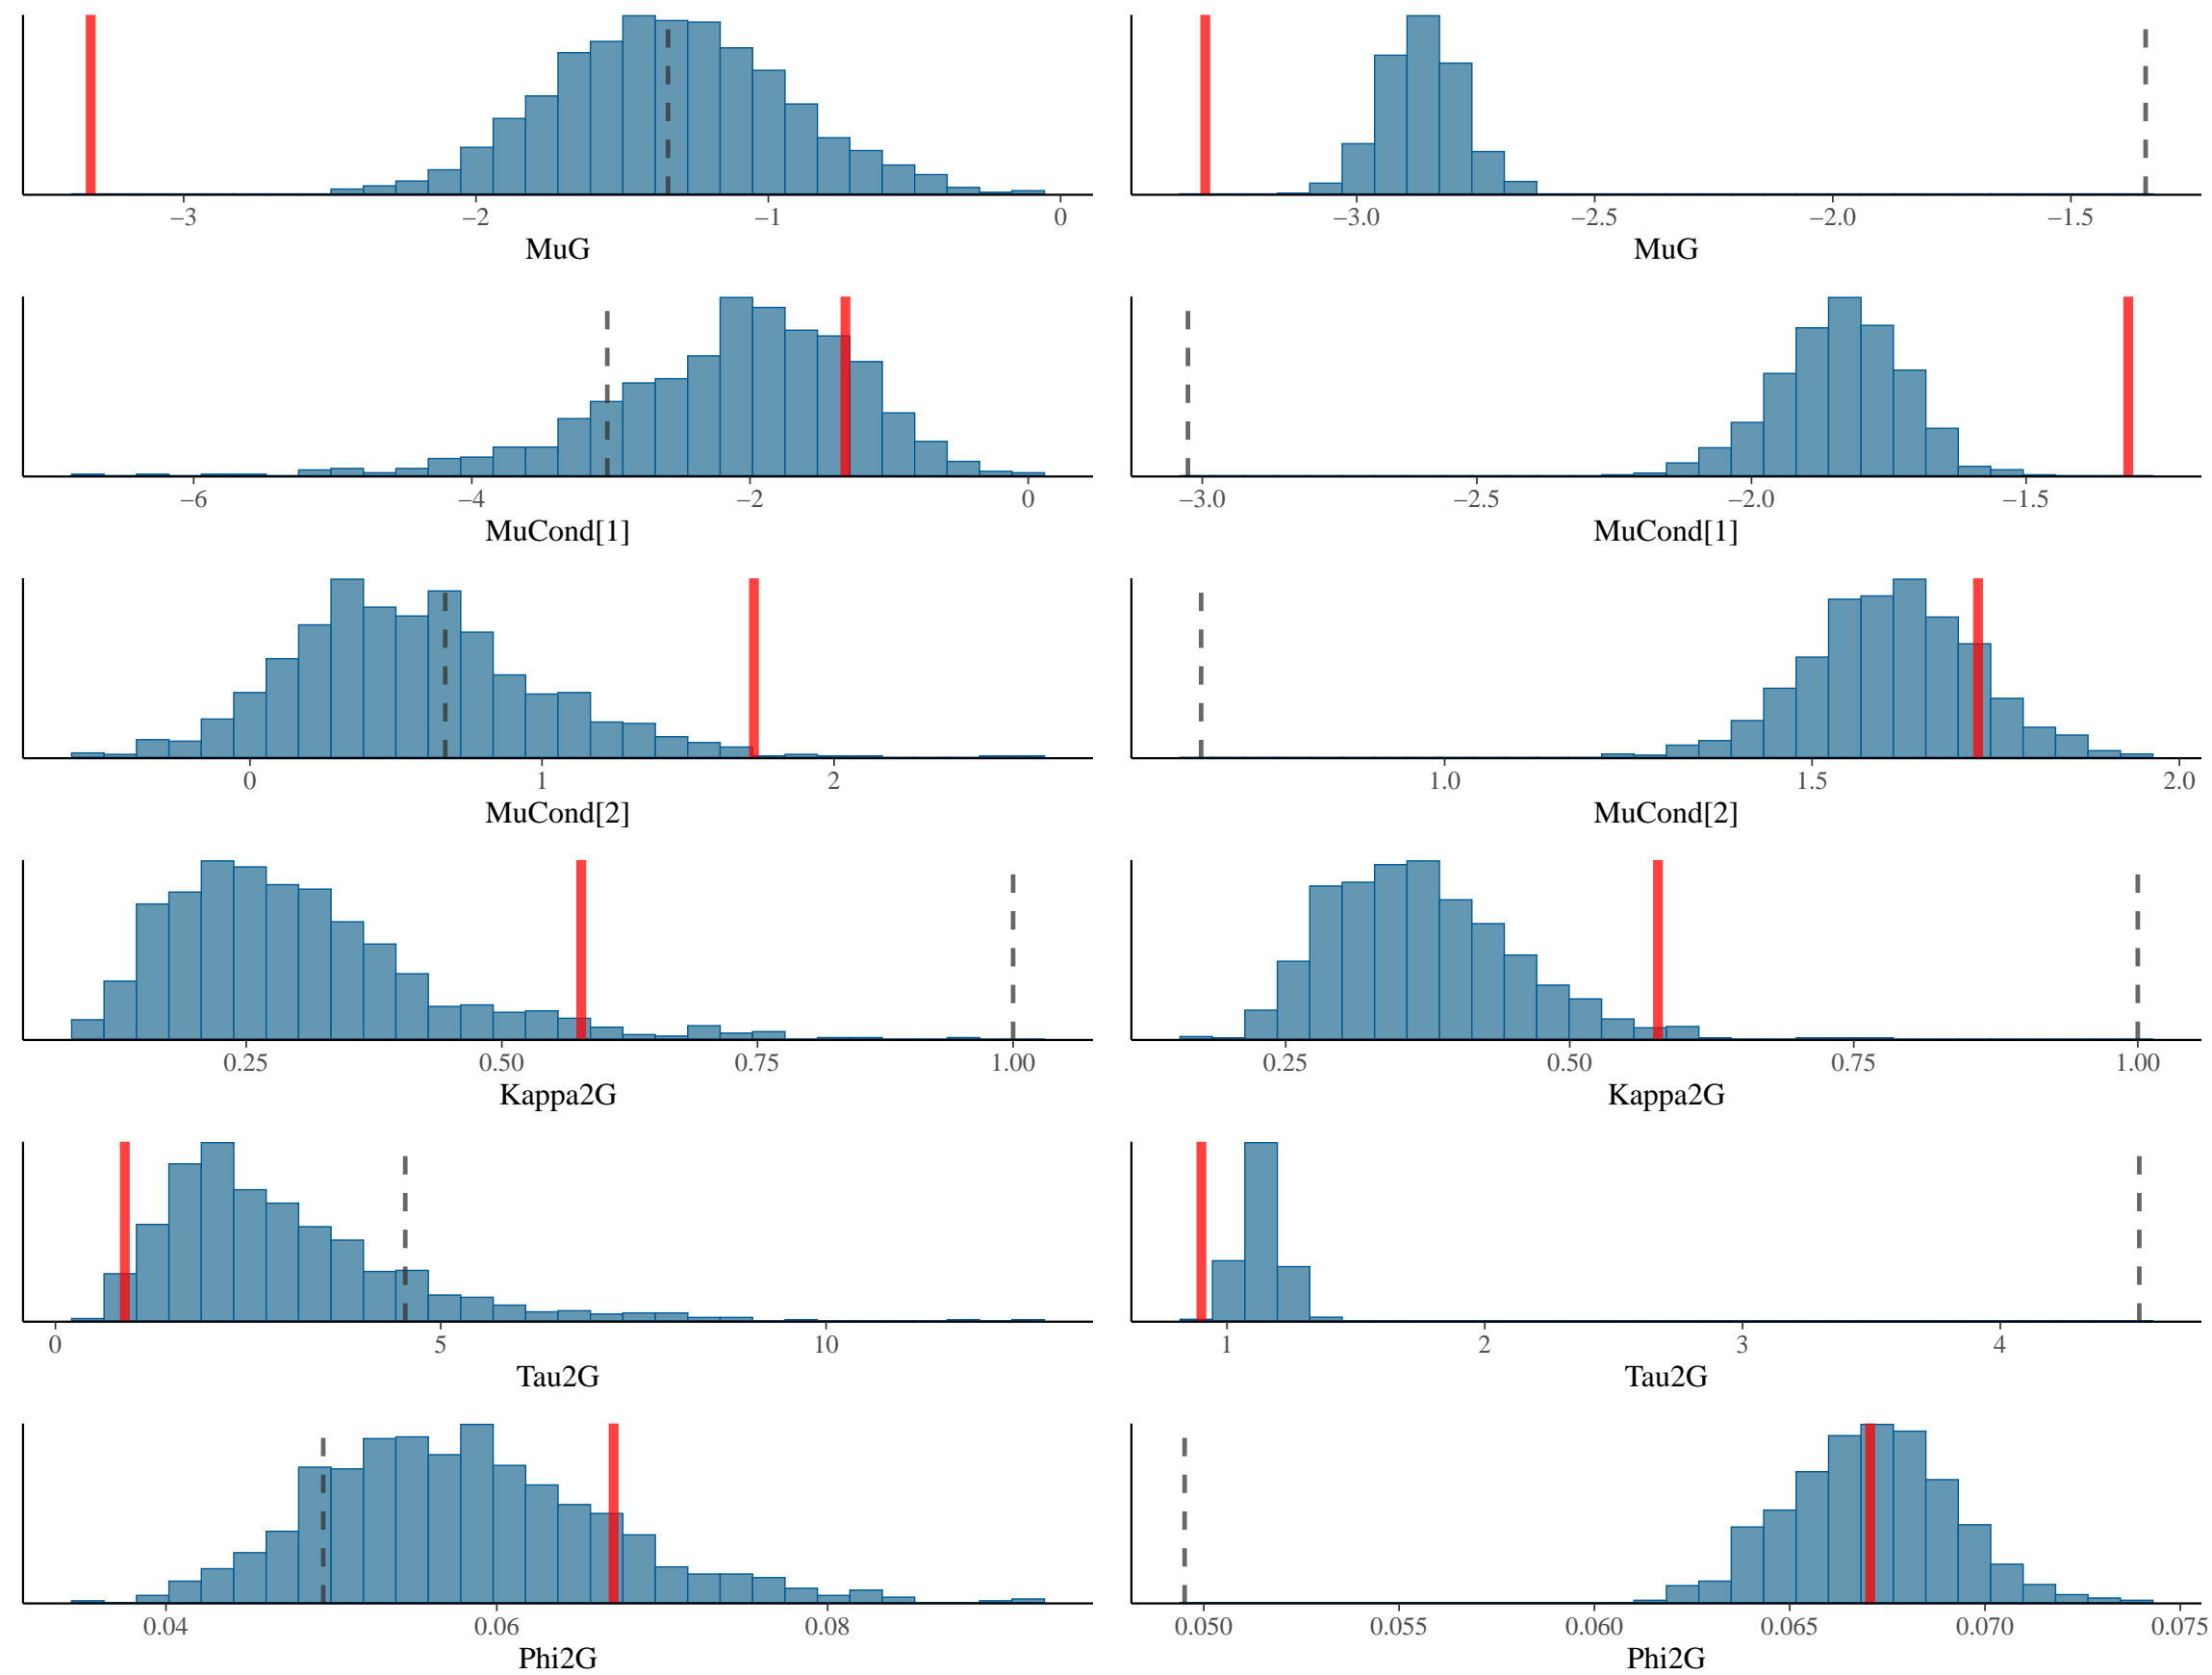 −3 −2 −1 0
MuG
−3.0 −2.5 −2.0 −1.5
MuG
−6 −4 −2 0
MuCond[1]
−3.0 −2.5 −2.0 −1.5
MuCond[1]
0 1 2
MuCond[2]
1.0 1.5 2.0
MuCond[2]
0.25 0.50 0.75 1.00
Kappa2G
0.25 0.50 0.75 1.00
Kappa2G
0 5 10
Tau2G
1 2 3 4
Tau2G
0.04 0.06 0.08
Phi2G
0.050 0.055 0.060 0.065 0.070 0.075
Phi2G